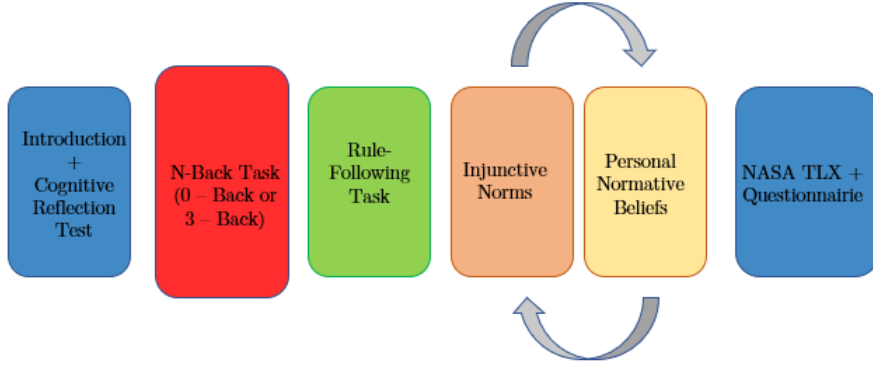 Introduction
+
Cognitive
Reflection
Test
N-Back Task
(0 – Back or
3 – Back)
Rule-
Following
Task
Injunctive
Norms
Personal
Normative
Beliefs
NASA TLX +
Questionnairie